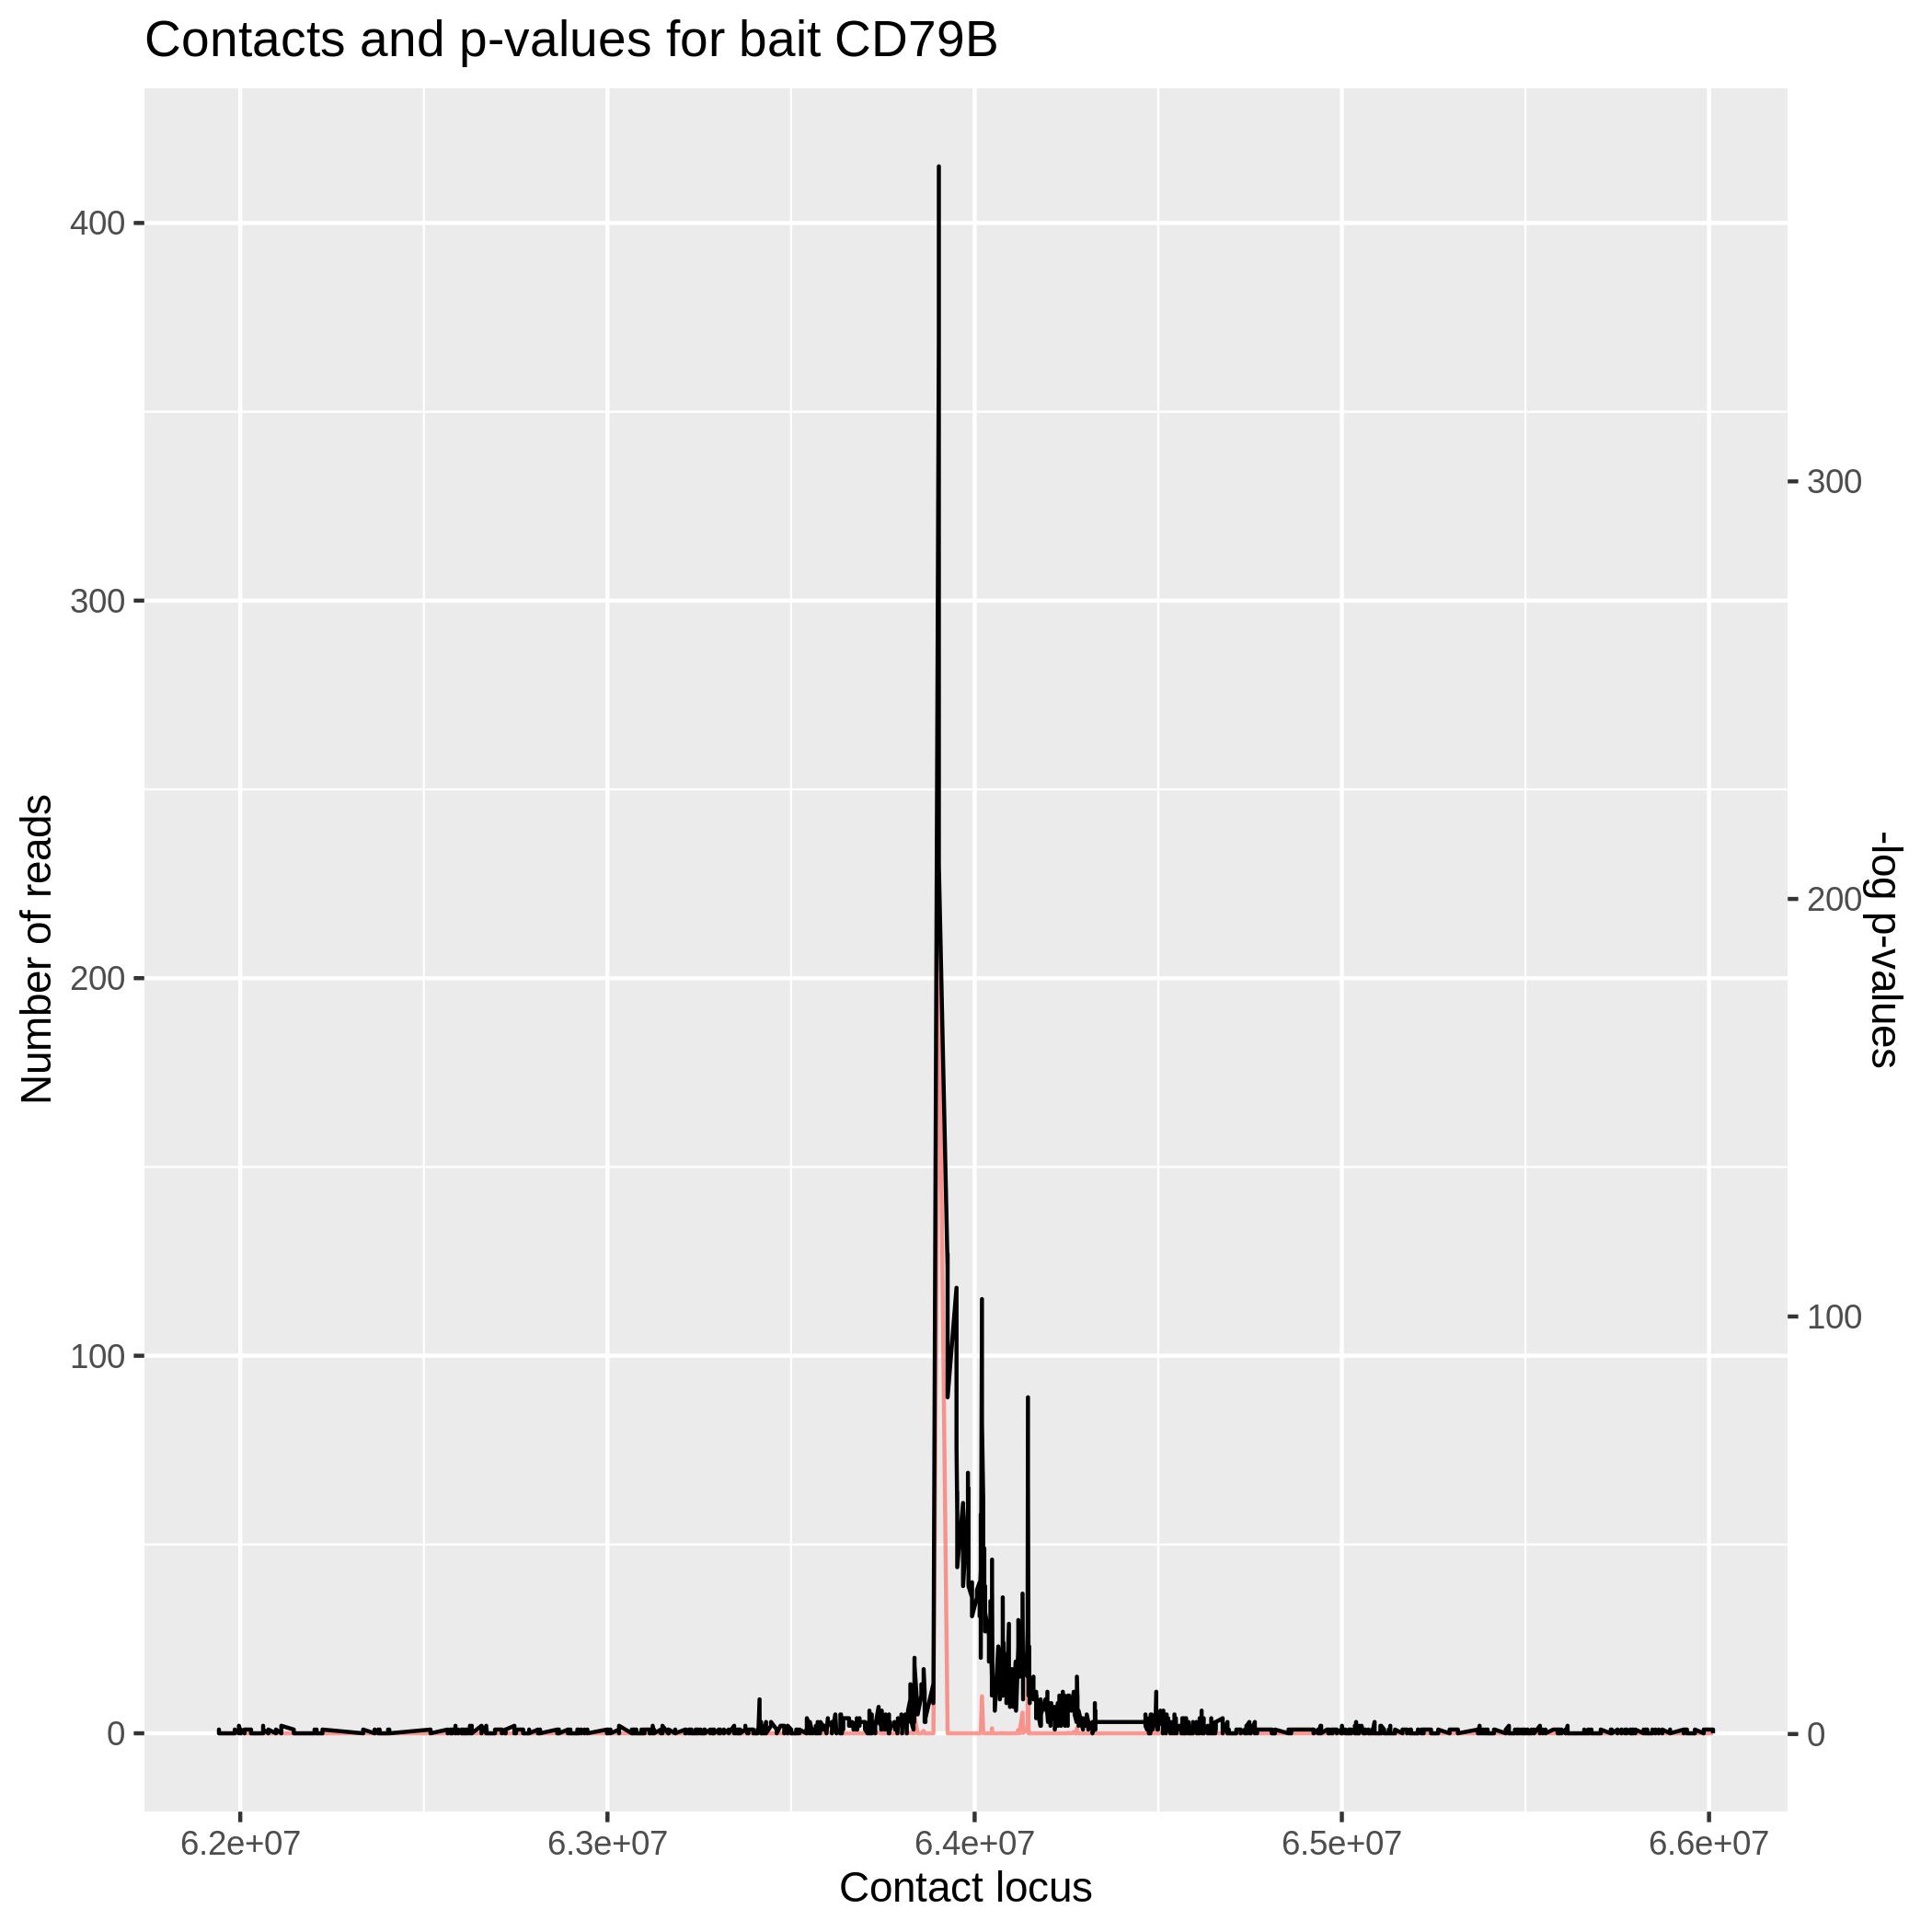 Contacts and p-values for bait CD79B
400
300
200
100
0
Number of reads
300
200
100
0
-log p-values
6.2e+07
6.3e+07
6.4e+07
6.5e+07
6.6e+07
Contact locus